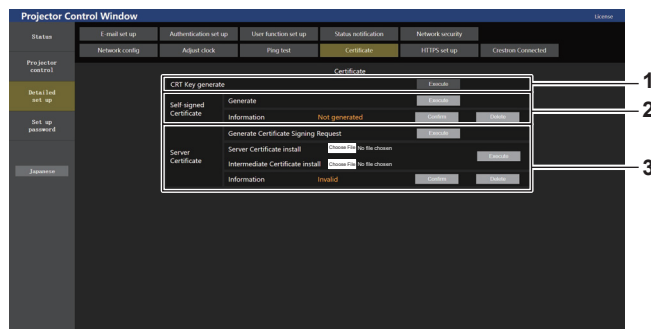 Projector Control Window
License
Status
E-mail set up
Authentication set up
User function set up
Status notification
Network security
Network config
Adjust clock
Ping test
Certificate
HTTPS set up
Crestron Connected
Projector
control
Detailed
set up
Set up
password
Japanese
Certificate
CRT Key generate
Execute
1
Self-signed
Certificate
Generate
Execute
Information
Not generated
Confirm
Delete
2
Server
Certificate
Generate Certificate Signing Request
Execute
Server Certificate install
Choose File No file chosen
Intermediate Certificate install
Choose File No file chosen
Execute
Information
Invalid
Confirm
Delete
3